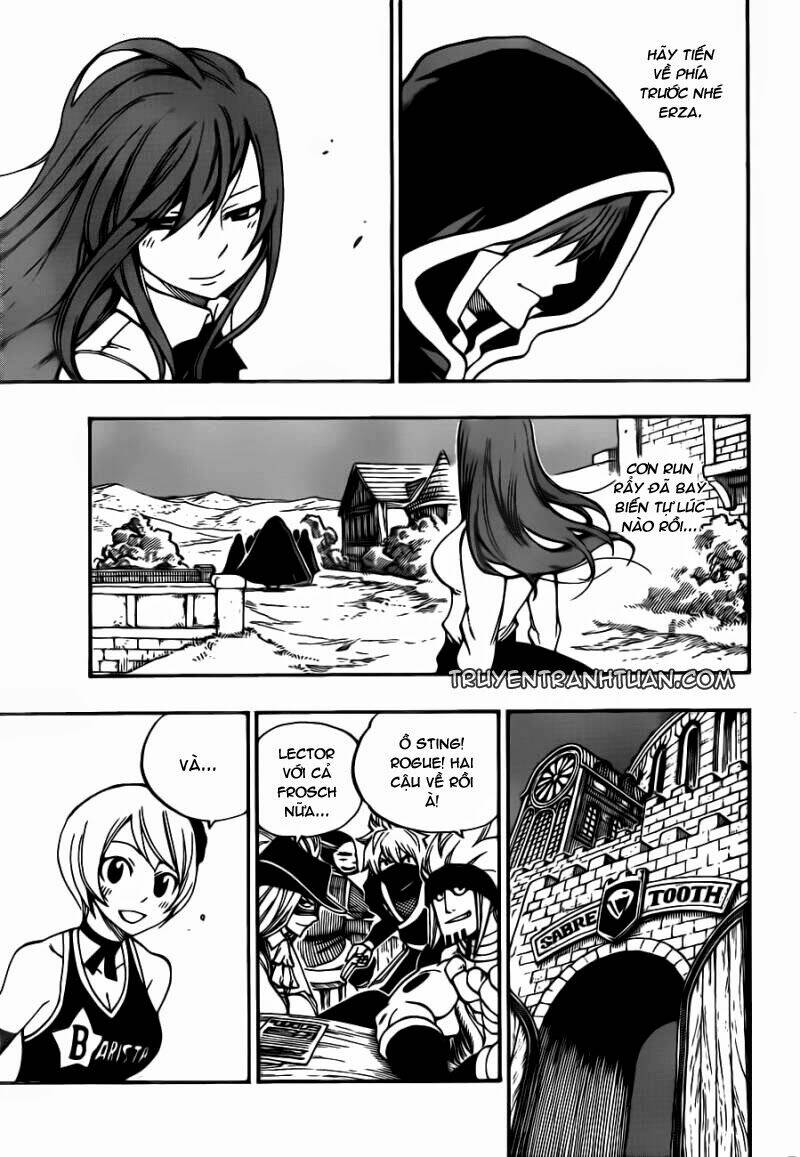 HÃY TIẾN
VỀ PHÍA
TRƯỚC NHÉ
ERZA.
CƠN RUN
RẨY ĐÃ BAY
BIẾN TỰ LÚC
NÀO RỒI...
TRUYENTRANHTUAN.COM
SABRE TOOTH
Ồ STING!
ROGUE! HAI
CẬU VỀ RỒI
À!
LECTOR
VỚI CẢ
FROSCH
NỮA...
VÀ...
BARISTA